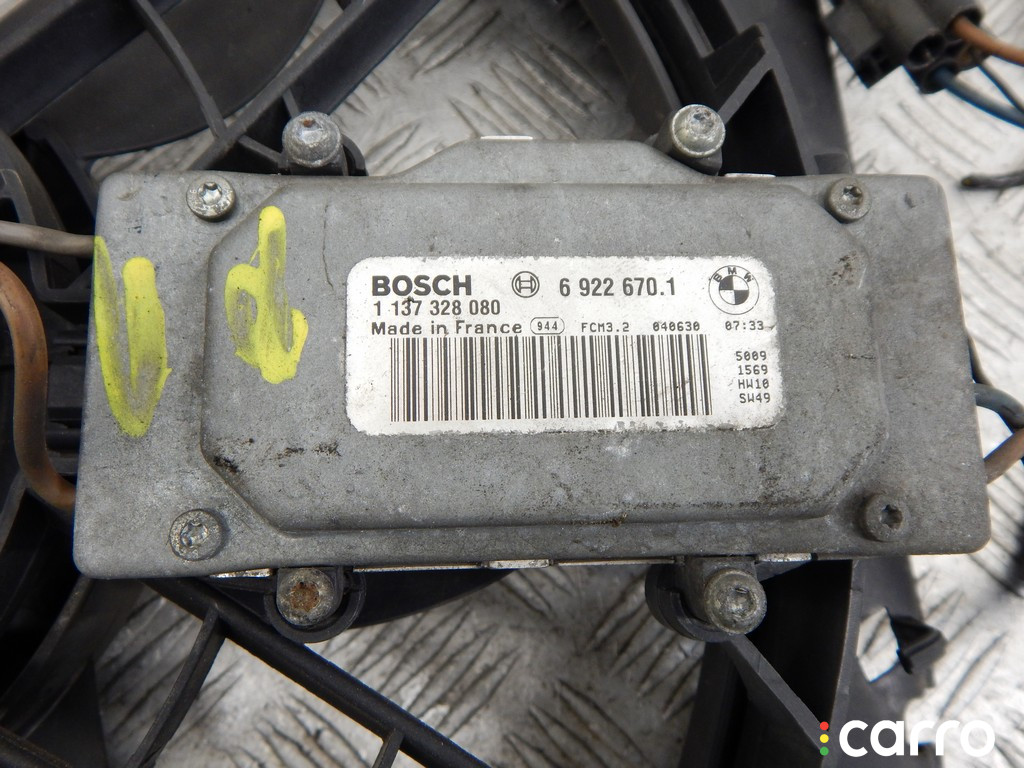 BOSCH 6 922 670.1 BMW
1 137 328 080
Made in France 944 FCM3.2 040630 07:33
5009
1569
HW10
SW49
carro